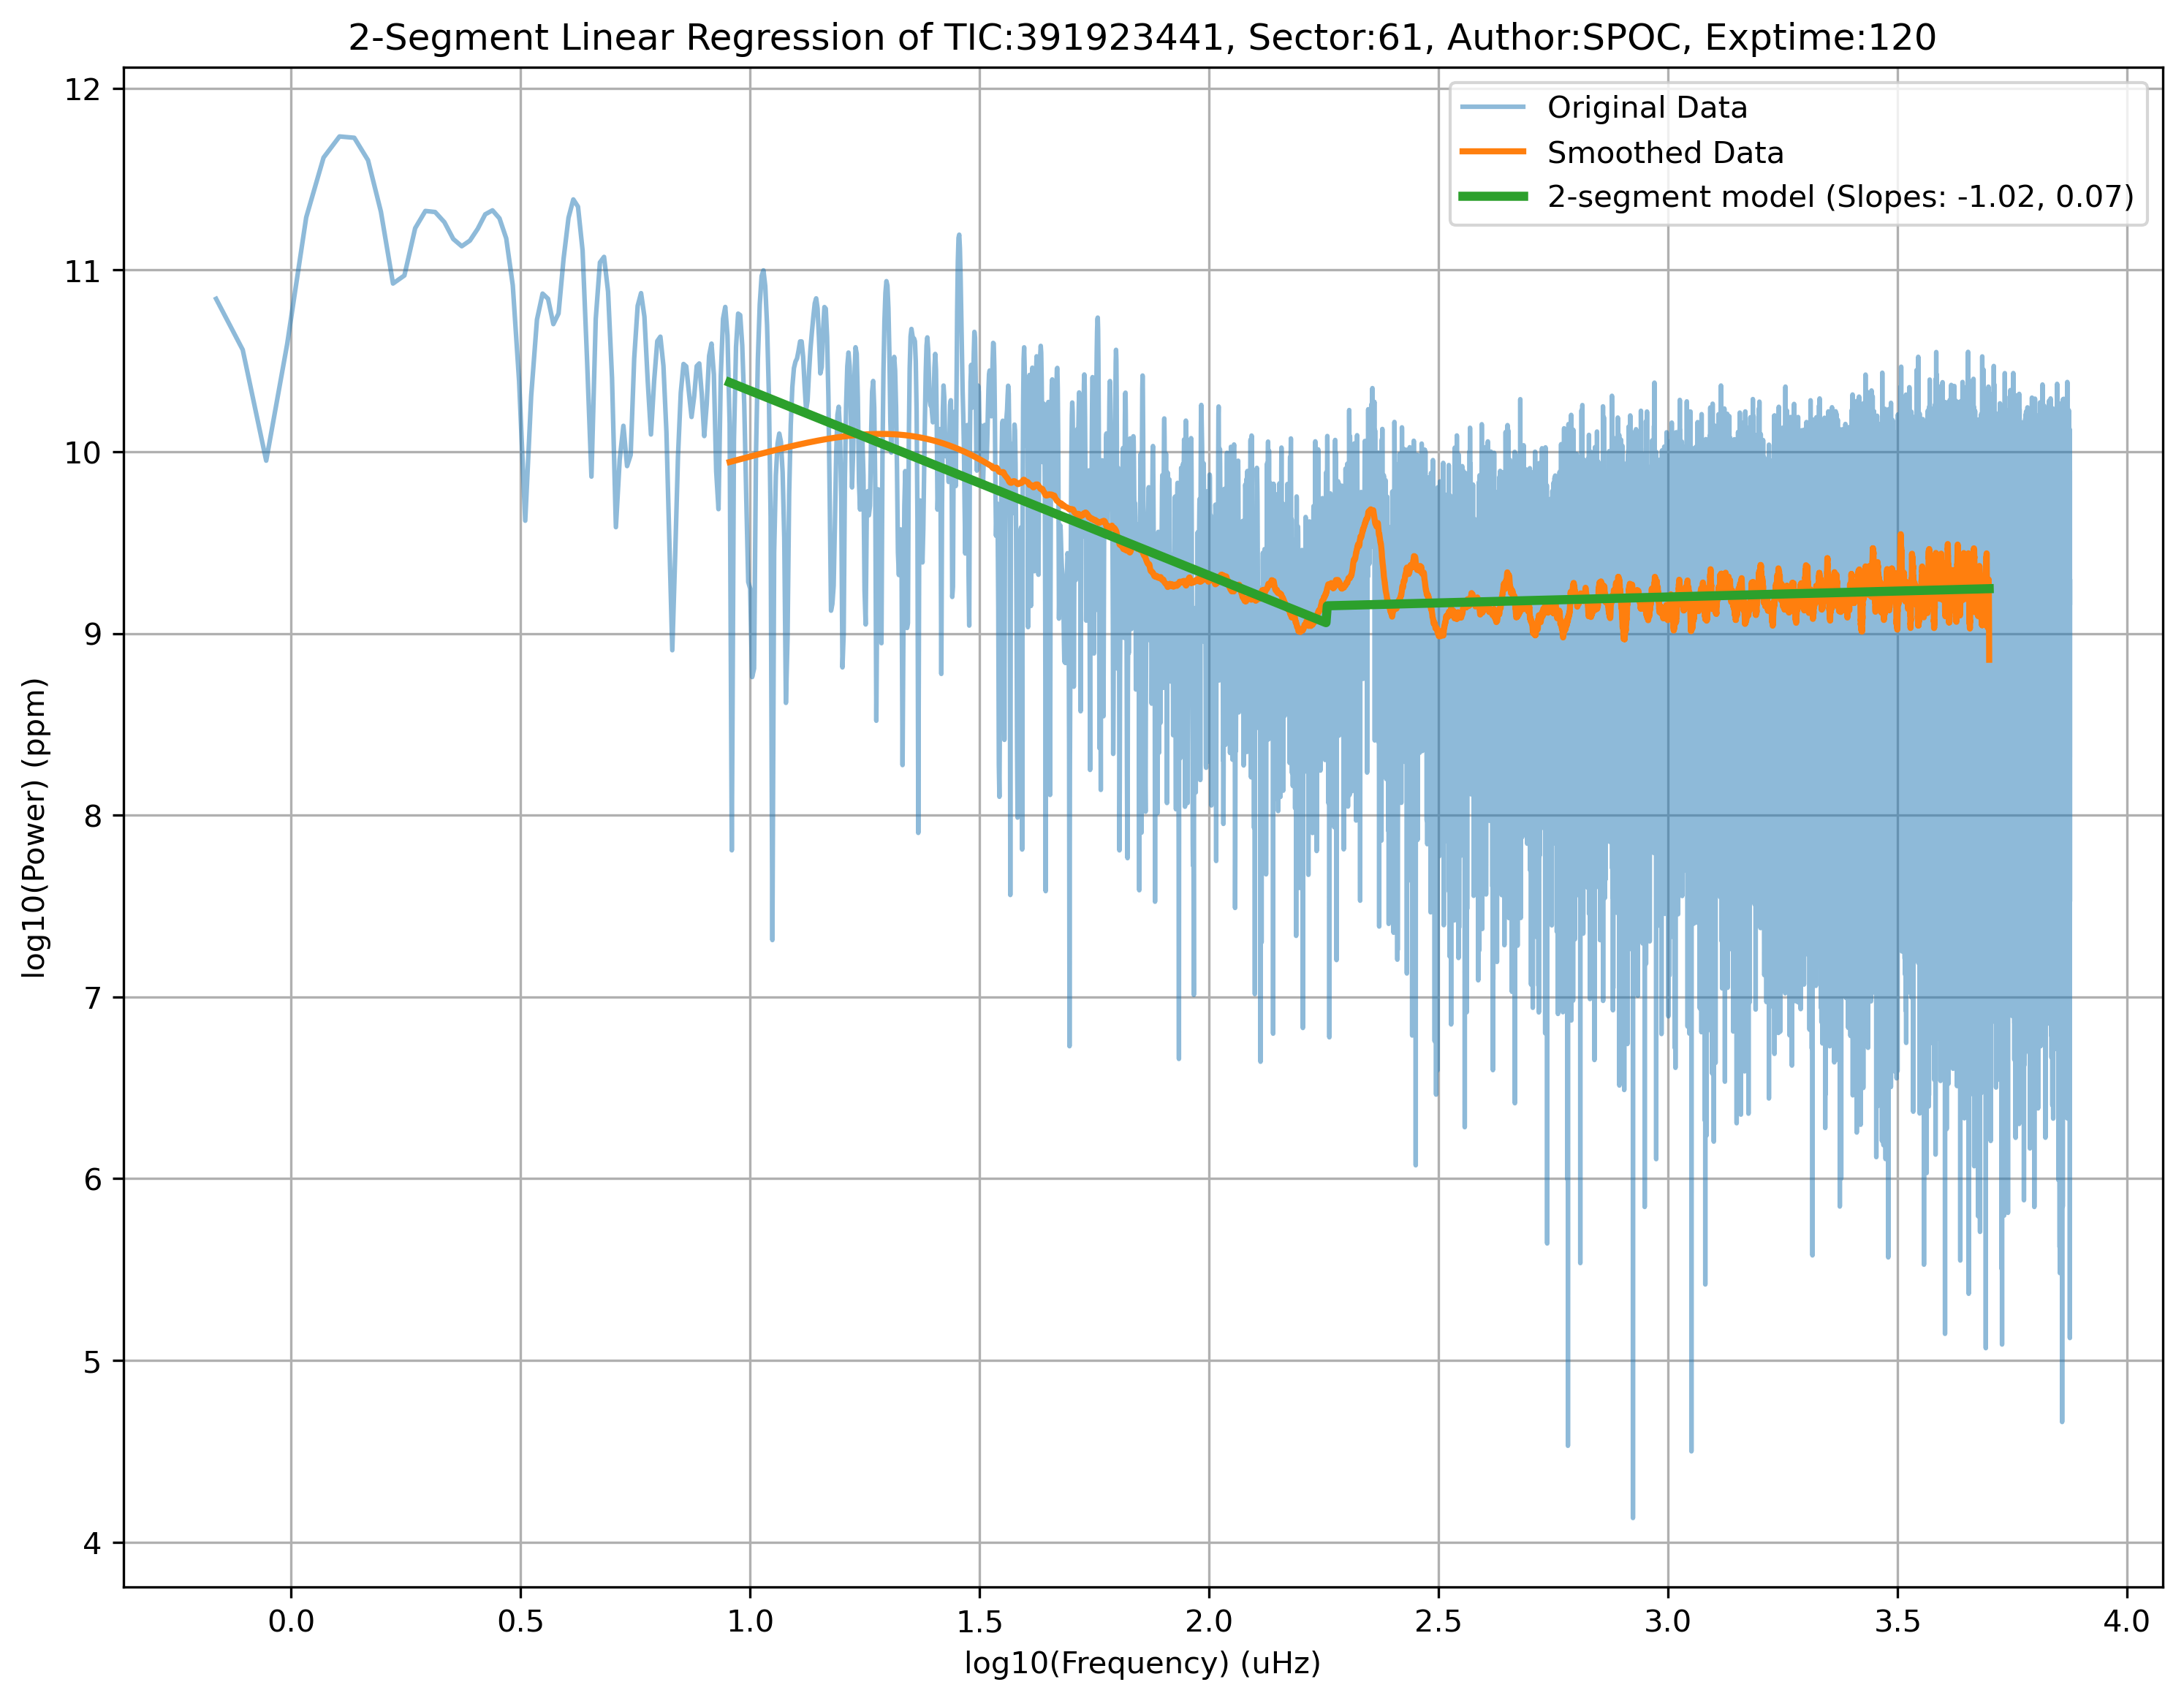 2-Segment Linear Regression of TIC:391923441, Sector:61, Author:SPOC, Exptime:120
Original Data
Smoothed Data
2-segment model (Slopes: -1.02, 0.07)
12
11
10
9
8
7
6
5
4
log10(Power) (ppm)
0.0 0.5 1.0 1.5 2.0 2.5 3.0 3.5 4.0
log10(Frequency) (uHz)